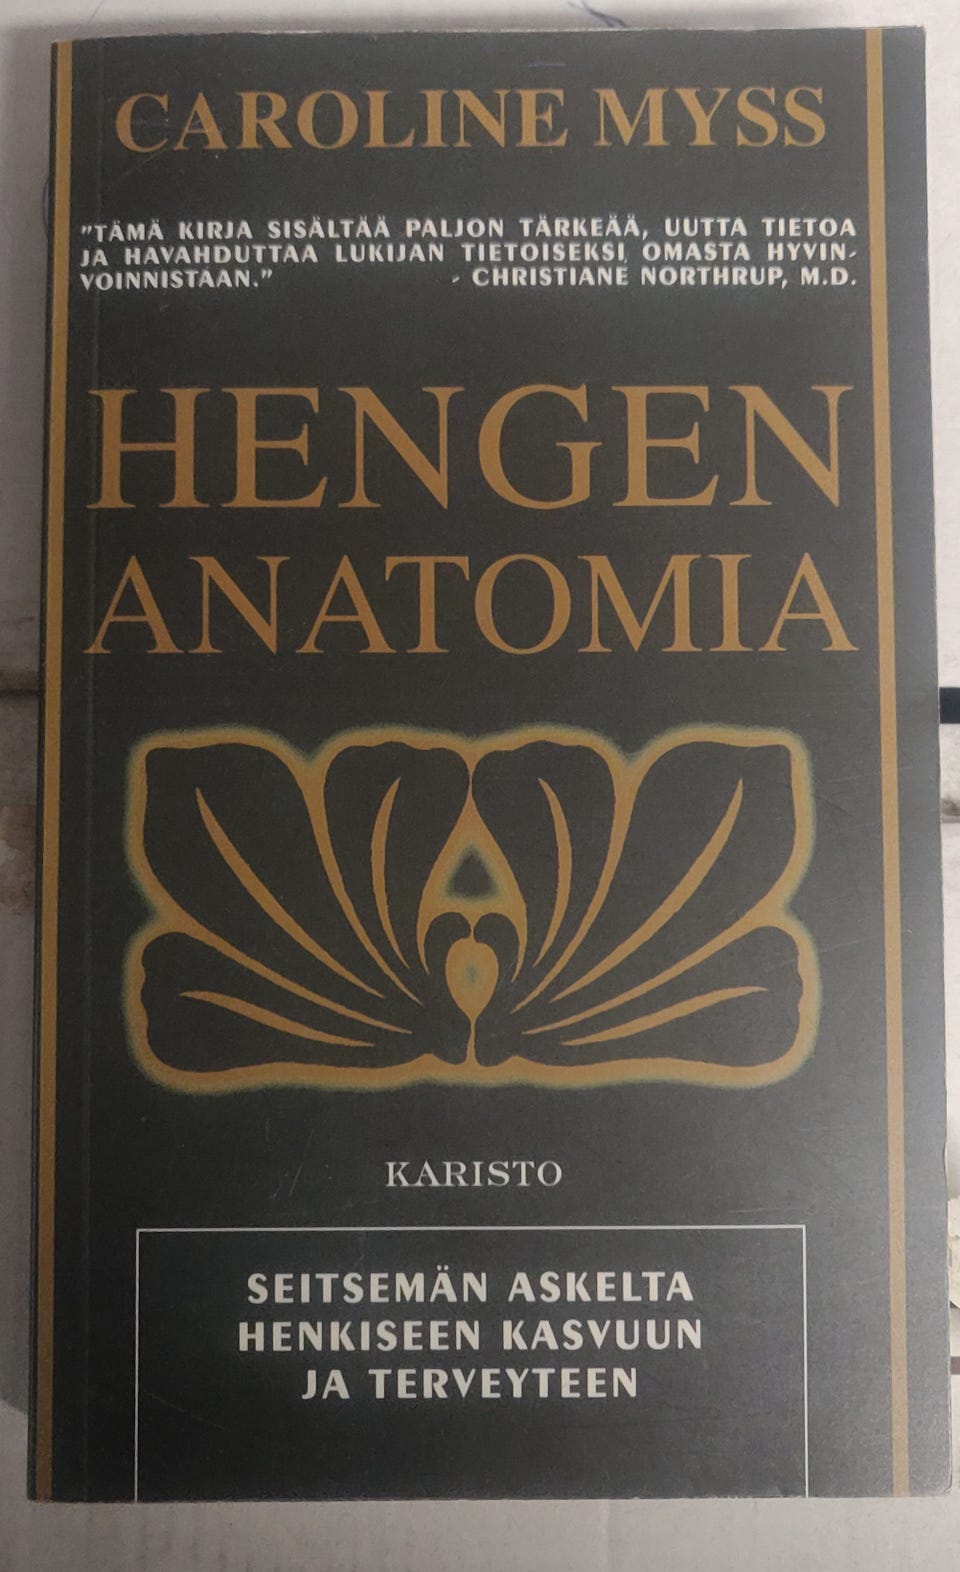 CAROLINE MYSS
"TÄMÄ KIRJA SISÄLTÄÄ PALJON TÄRKEÄÄ, UUTTA TIETOA
JA HAVAHDUTTAA LUKIJAN TIETOISEKSI OMASTA HYVIN-
VOINNISTAAN." - CHRISTIANE NORTHRUP, M.D.
HENGEN
ANATOMIA
KARISTO
SEITSEMÄN ASKELTA
HENKISEEN KASVUUN
JA TERVEYTEEN